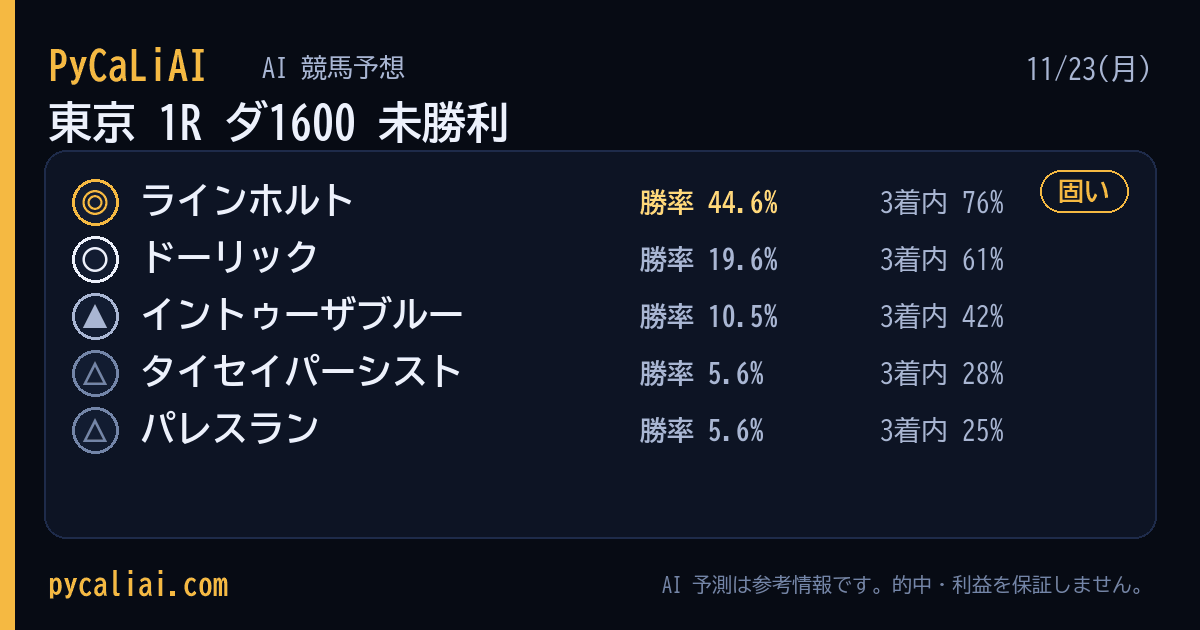 PyCaLiAI AI 競馬予想 11/23(月)
東京 1R ダ1600 未勝利
◎ ラインホルト 勝率 44.6% 3着内 76% 固い
○ ドーリック 勝率 19.6% 3着内 61%
▲ イントゥーザブルー 勝率 10.5% 3着内 42%
△ タイセイパーシスト 勝率 5.6% 3着内 28%
△ パレスラン 勝率 5.6% 3着内 25%
pycaliai.com AI 予測は参考情報です。的中・利益を保証しません。